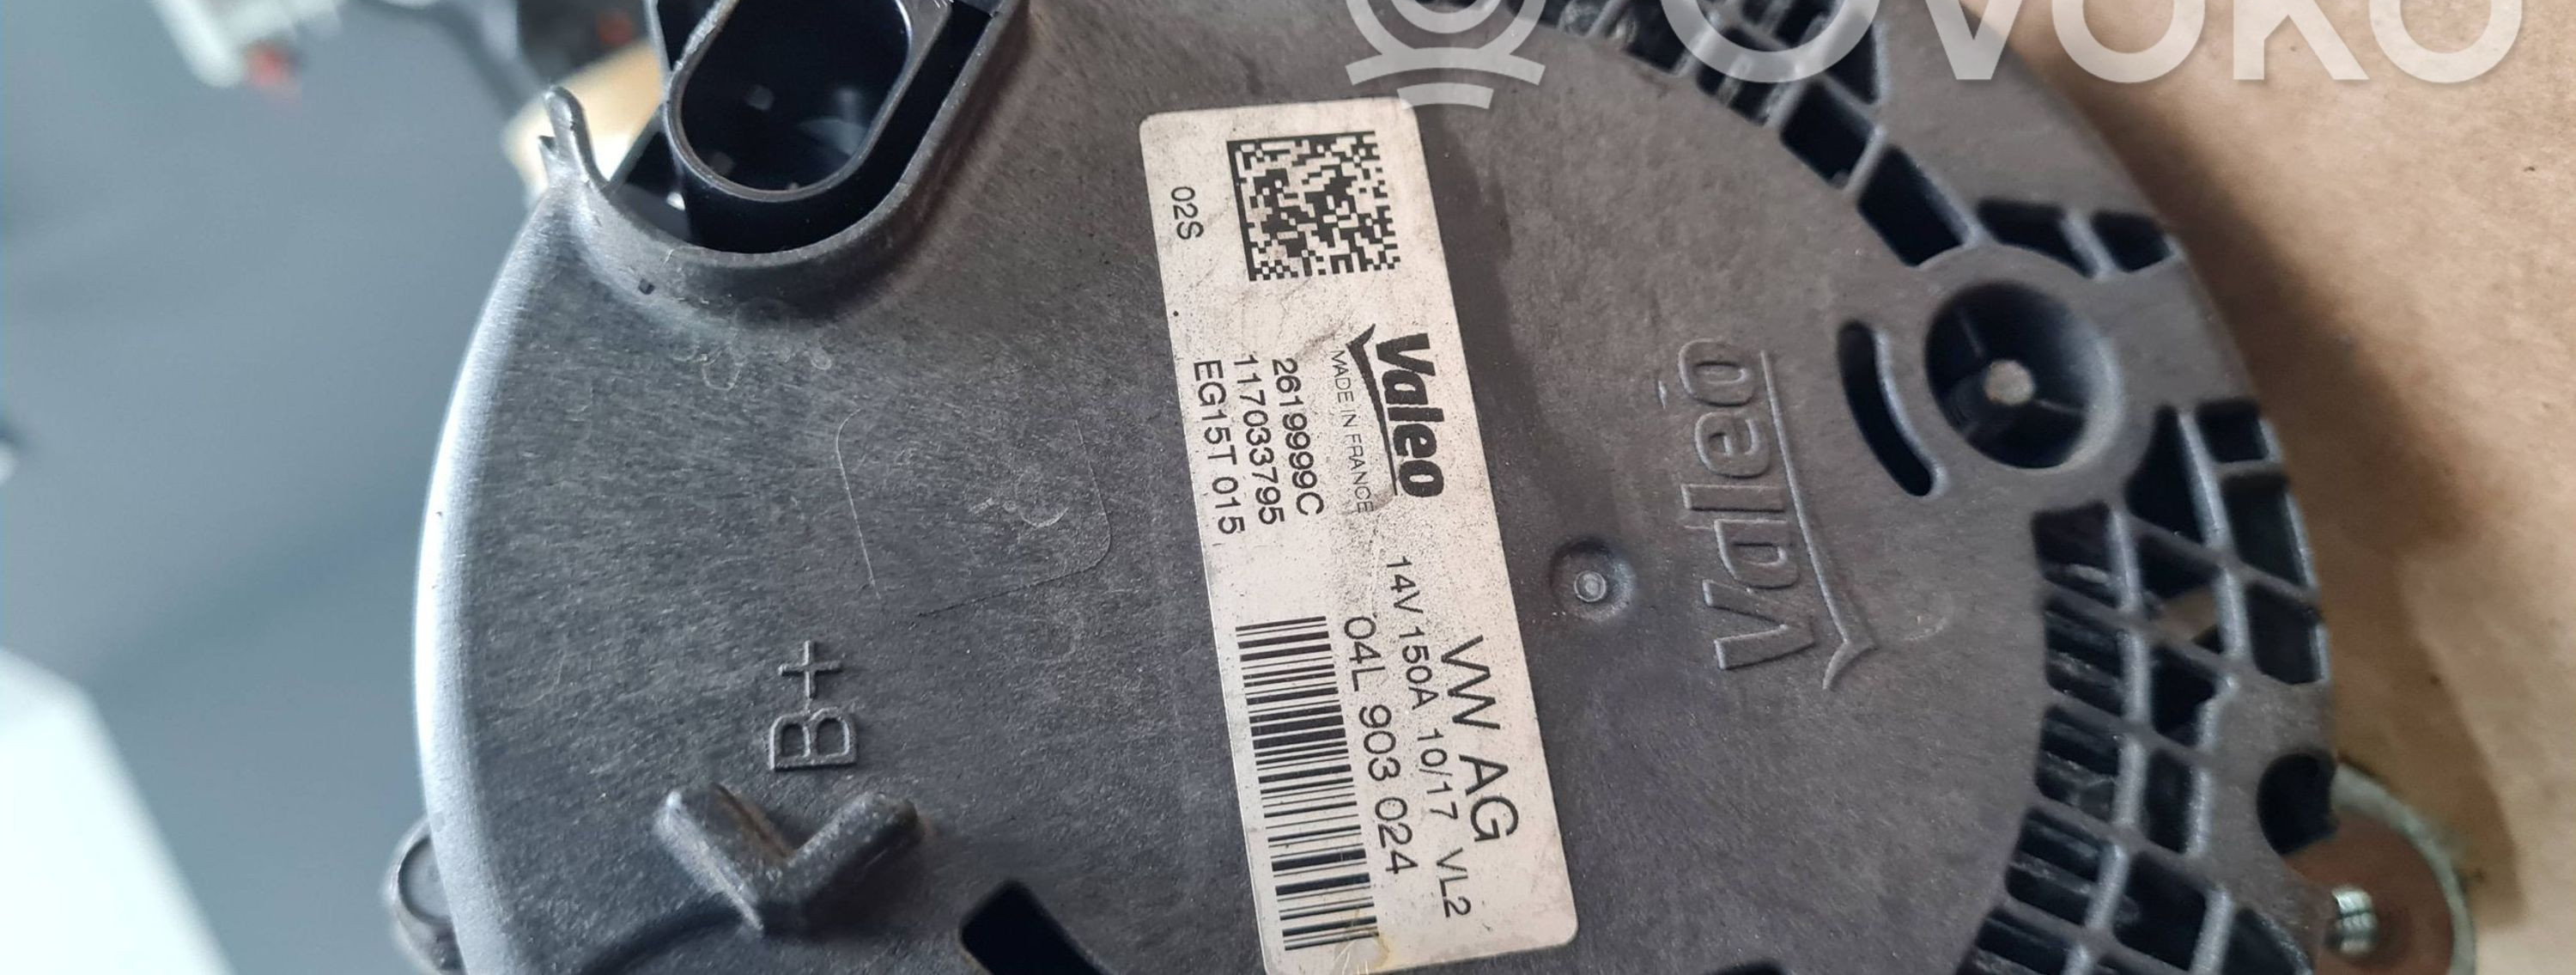 OVOKO
Valeo
MADE IN FRANCE
2619999C
1170333795
EG15T 015
02S
VW AG
14V 150A 10/17 VL2
04L 903 024
Valeo
B+